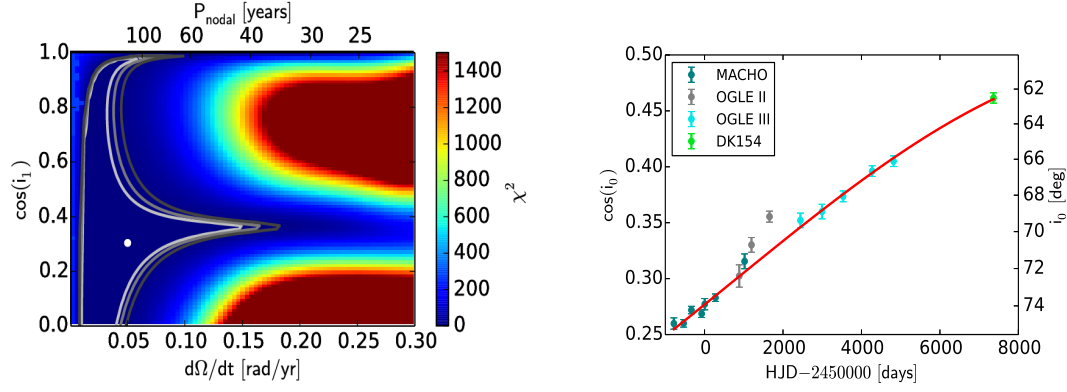 P_nodal [years]
100 60 40 30 25
1.0
0.8
0.6
0.4
0.2
0.0
cos(i_1)
0.05 0.10 0.15 0.20 0.25 0.30
dΩ/dt [rad/yr]
1400
1200
1000
800
600
400
200
0
χ^2
0.50
0.45
0.40
0.35
0.30
0.25
cos(i_0)
MACHO
OGLE II
OGLE III
DK154
62
63
66
68
70
72
74
i_0 [deg]
0 2000 4000 6000 8000
HJD−2450000 [days]